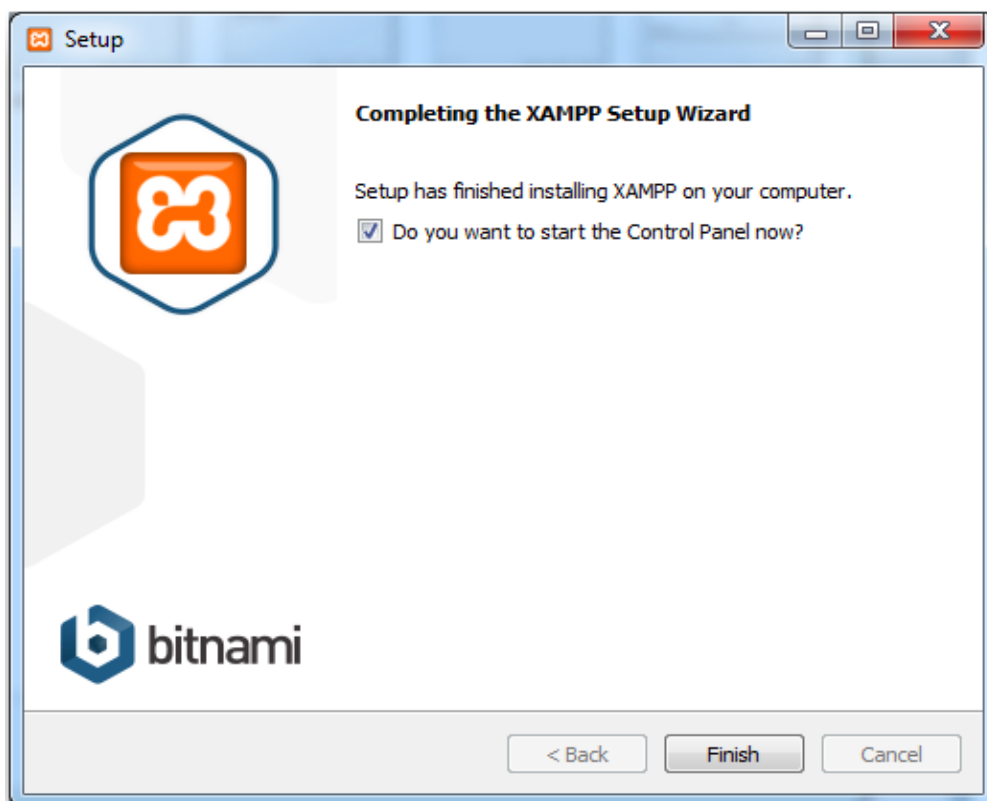 Setup
Completing the XAMPP Setup Wizard
Setup has finished installing XAMPP on your computer.
Do you want to start the Control Panel now?
bitnami
< Back
Finish
Cancel